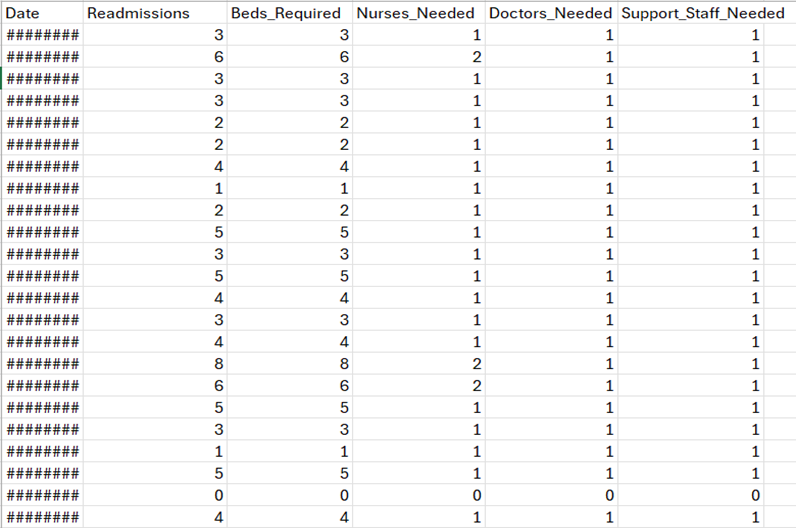 Date Readmissions Beds_Required Nurses_Needed Doctors_Needed Support_Staff_Needed
######## 3 3 1 1 1
######## 6 6 2 1 1
######## 3 3 1 1 1
######## 3 3 1 1 1
######## 2 2 1 1 1
######## 2 2 1 1 1
######## 4 4 1 1 1
######## 1 1 1 1 1
######## 2 2 1 1 1
######## 5 5 1 1 1
######## 3 3 1 1 1
######## 5 5 1 1 1
######## 4 4 1 1 1
######## 3 3 1 1 1
######## 4 4 1 1 1
######## 8 8 2 1 1
######## 6 6 2 1 1
######## 5 5 1 1 1
######## 3 3 1 1 1
######## 1 1 1 1 1
######## 5 5 1 1 1
######## 0 0 0 0 0
######## 4 4 1 1 1